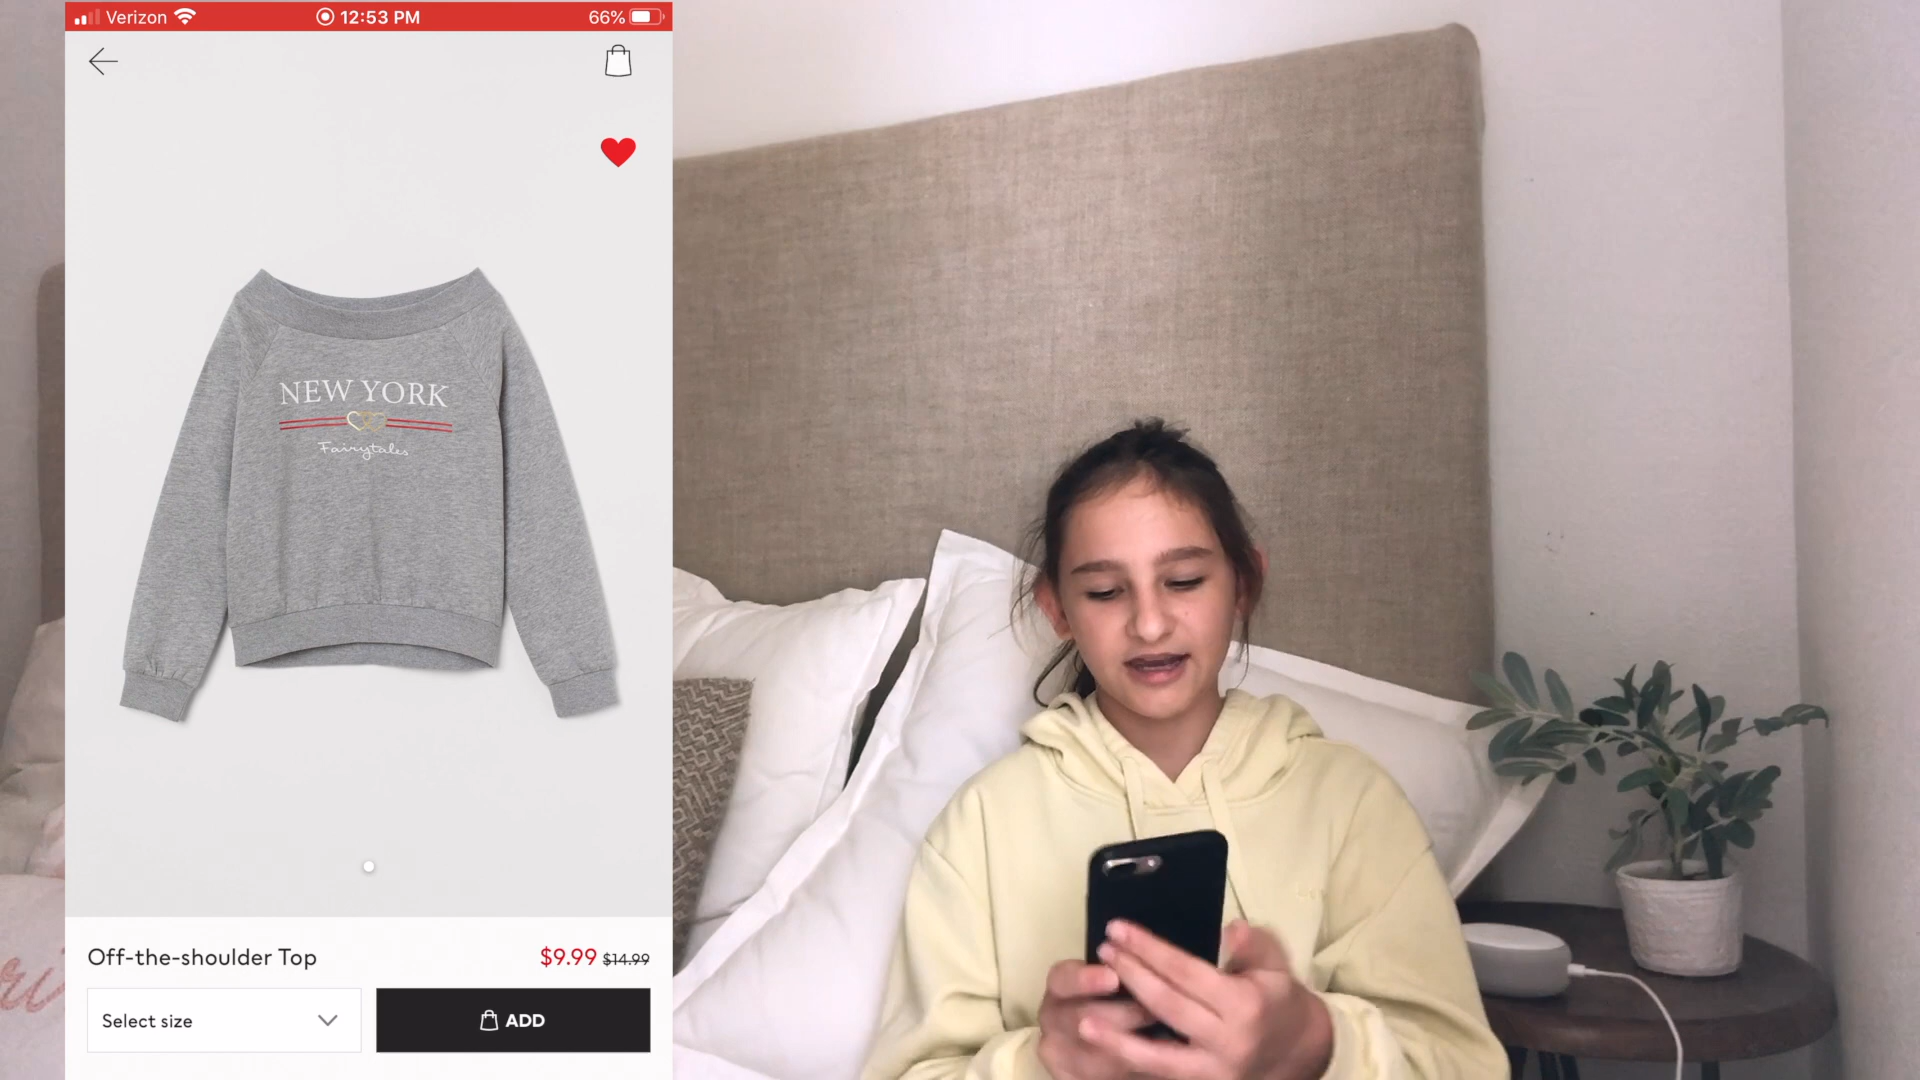 Verizon 12:53 PM 66%
NEW YORK
Fairytales
Off-the-shoulder Top $9.99 $14.99
Select size ADD